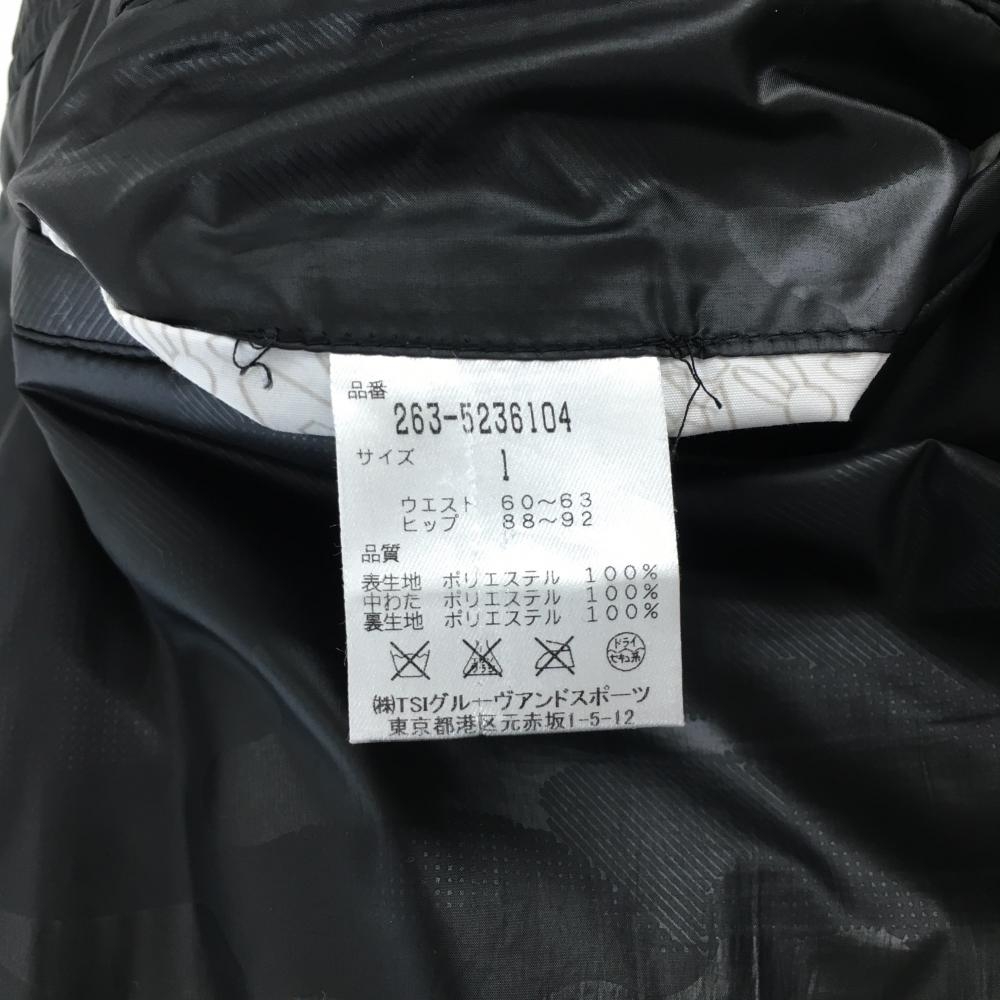 品番
263-5236104
サイズ 1
ウエスト 60～63
ヒップ 88～92
品質
表生地 ポリエステル 100%
中わた ポリエステル 100%
裏生地 ポリエステル 100%
ドライ
セキユ系
㈱TSIグルーヴアンドスポーツ
東京都港区元赤坂1-5-12